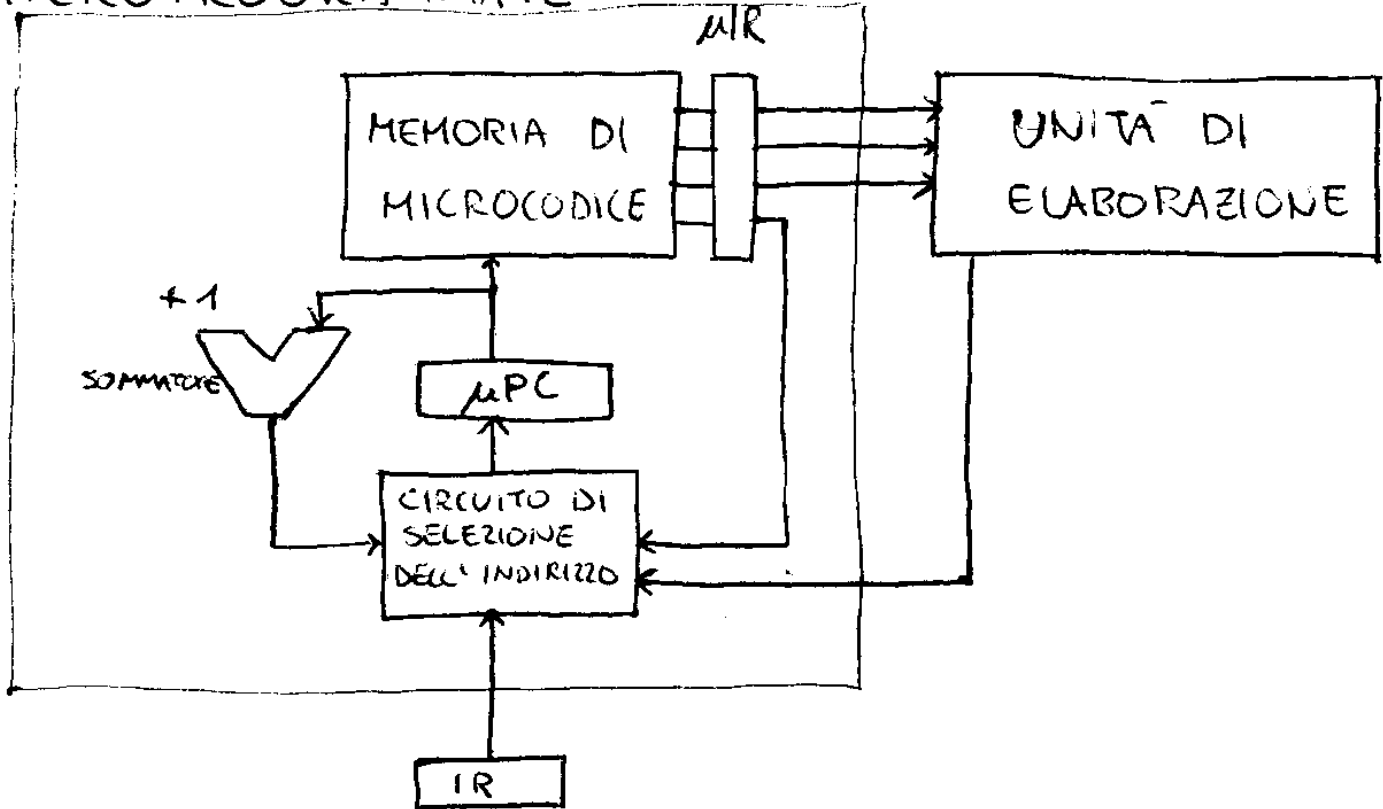 μIR
MEMORIA DI
MICROCODICE
UNITÀ DI
ELABORAZIONE
+1
SOMMATORE
μPC
CIRCUITO DI
SELEZIONE
DELL' INDIRIZZO
IR